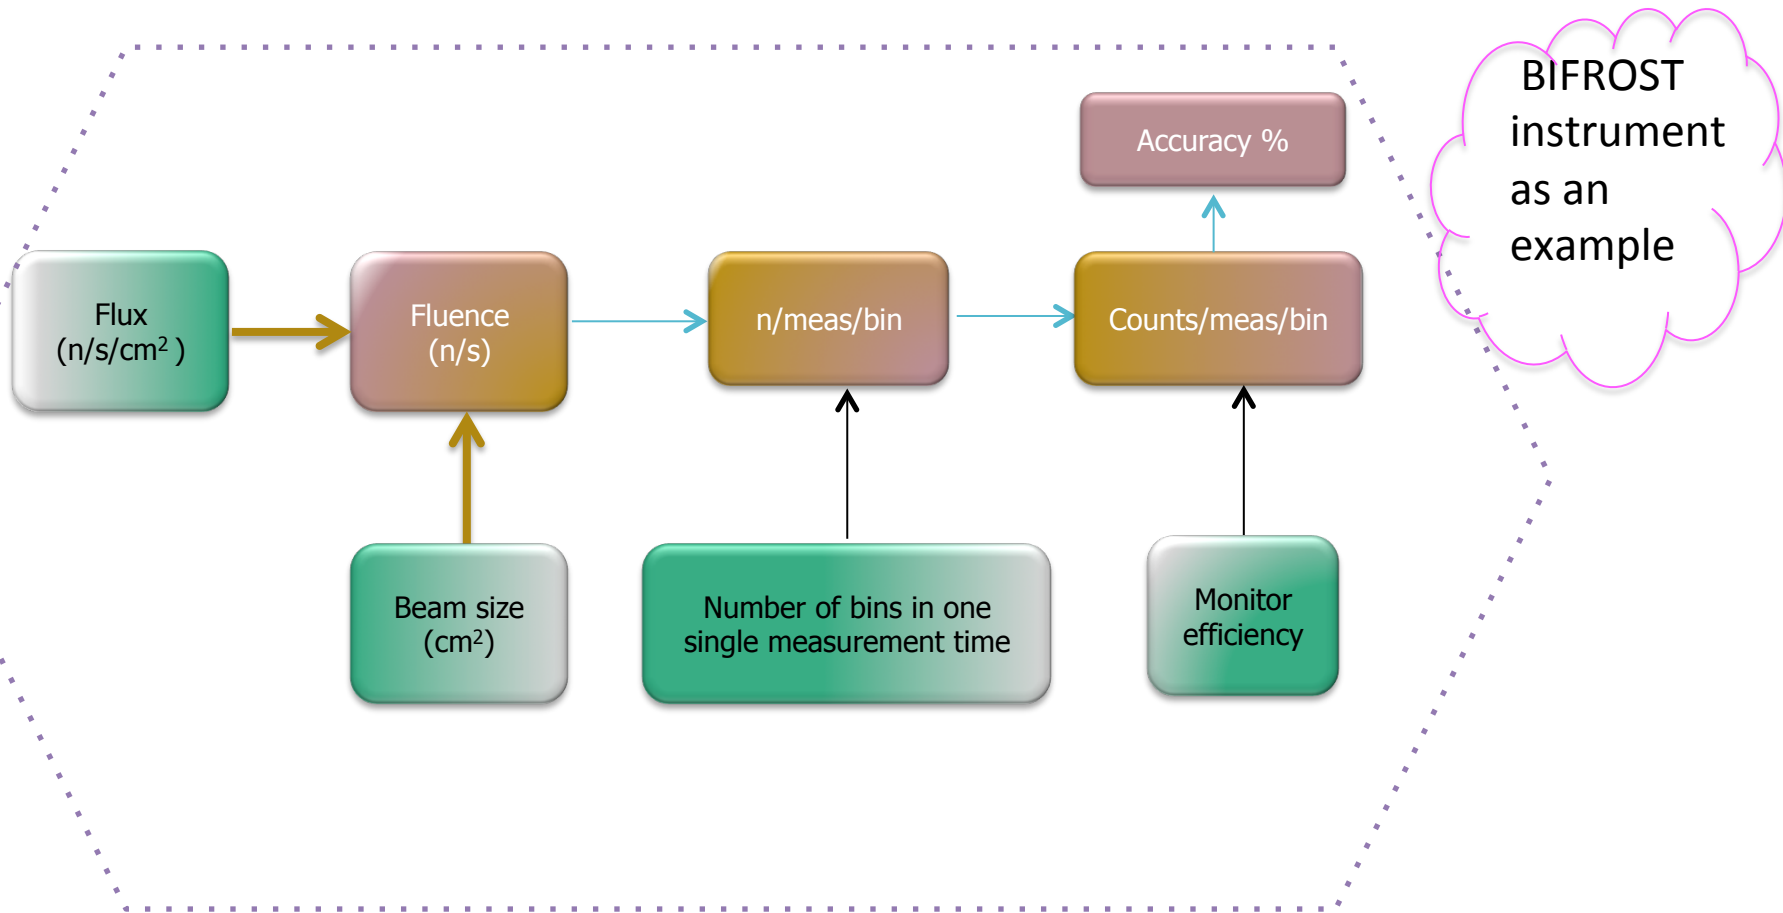 BIFROST
instrument
as an
example
Accuracy %
Flux
(n/s/cm² )
Fluence
(n/s)
n/meas/bin
Counts/meas/bin
Beam size
(cm²)
Number of bins in one
single measurement time
Monitor
efficiency